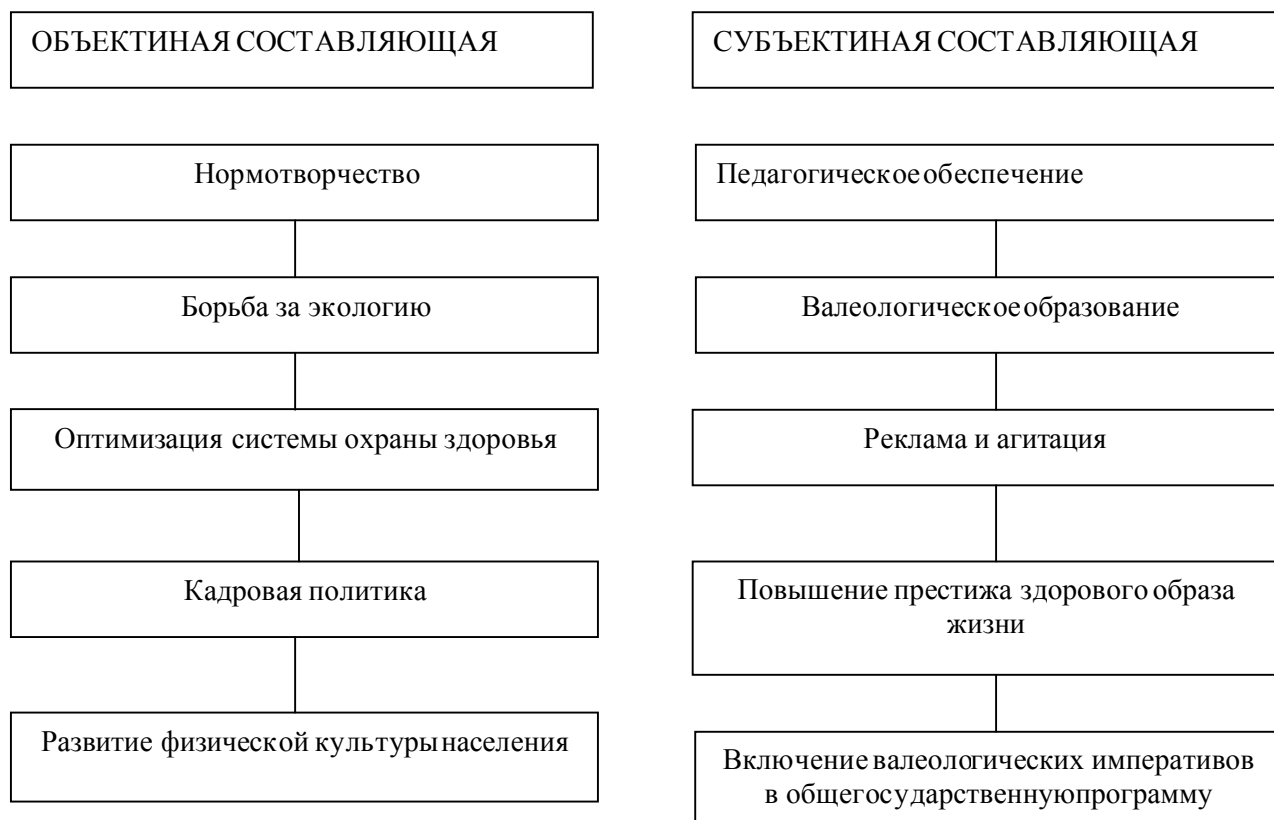 ОБЪЕКТИНАЯ СОСТАВЛЯЮЩАЯ
Нормотворчество
Борьба за экологию
Оптимизация системы охраны здоровья
Кадровая политика
Развитие физической культуры населения
СУБЪЕКТИНАЯ СОСТАВЛЯЮЩАЯ
Педагогическое обеспечение
Валеологическое образование
Реклама и агитация
Повышение престижа здорового образа
жизни
Включение валеологических императивов
в общегосударственную программу